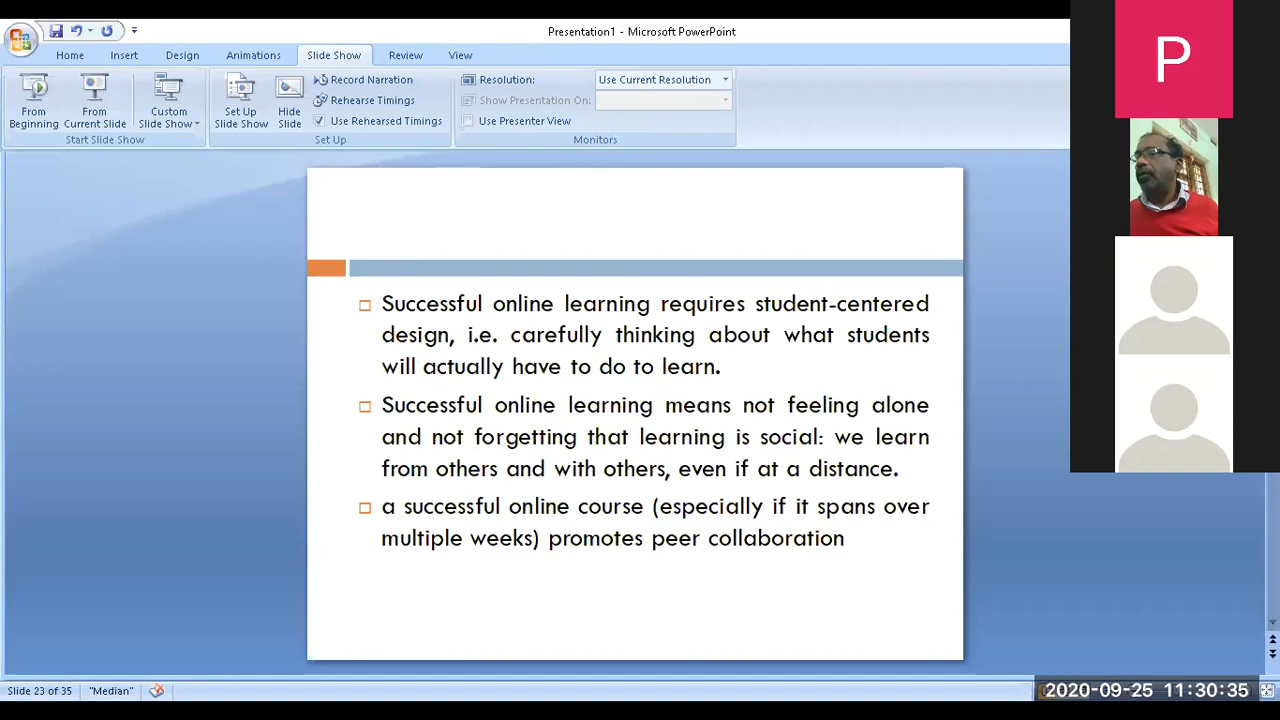 Presentation1 - Microsoft PowerPoint
P
Home Insert Design Animations Slide Show Review View
From Beginning
From Current Slide
Custom Slide Show
Set Up Slide Show
Hide Slide
Record Narration
Rehearse Timings
Use Rehearsed Timings
Resolution: Use Current Resolution
Show Presentation On:
Use Presenter View
Start Slide Show Set Up Monitors
Successful online learning requires student-centered
design, i.e. carefully thinking about what students
will actually have to do to learn.
Successful online learning means not feeling alone
and not forgetting that learning is social: we learn
from others and with others, even if at a distance.
a successful online course (especially if it spans over
multiple weeks) promotes peer collaboration
Slide 23 of 35 "Median"
2020-09-25 11:30:35